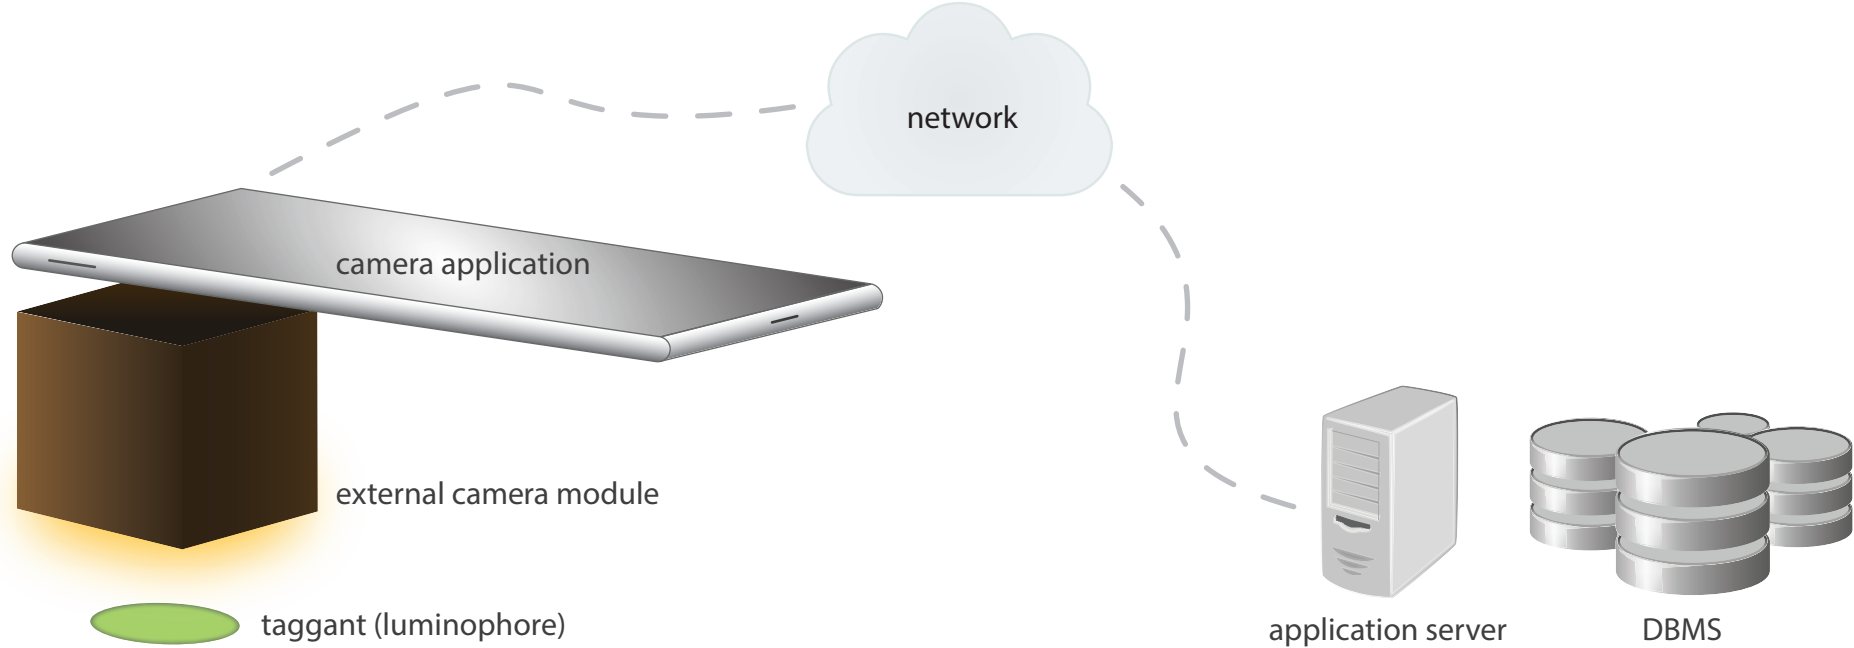 network
camera application
external camera module
taggant (luminophore)
application server
DBMS